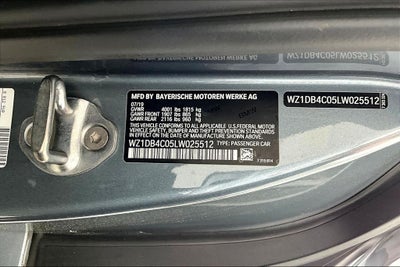 MFD BY BAYERISCHE MOTOREN WERKE AG
07/19
GVWR 4001 lbs 1815 kg
GAWR FRONT 1907 lbs 865 kg
GAWR REAR 2116 lbs 960 kg
THIS VEHICLE CONFORMS TO ALL
APPLICABLE U.S. FEDERAL MOTOR
VEHICLE SAFETY, BUMPER, AND
THEFT PREVENTION STANDARDS IN
EFFECT ON THE DATE OF
MANUFACTURE SHOWN ABOVE.
WZ1DB4C05LW025512 TYPE: PASSENGER CAR
WZ1DB4C05LW025512